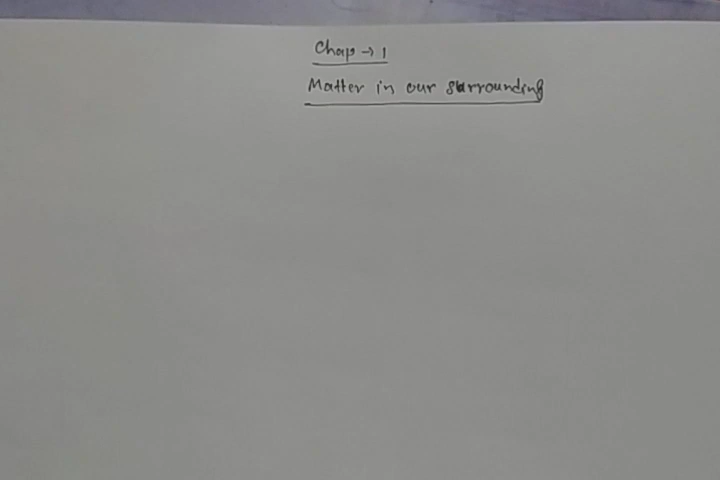 Chap → 1
Matter in our surrounding